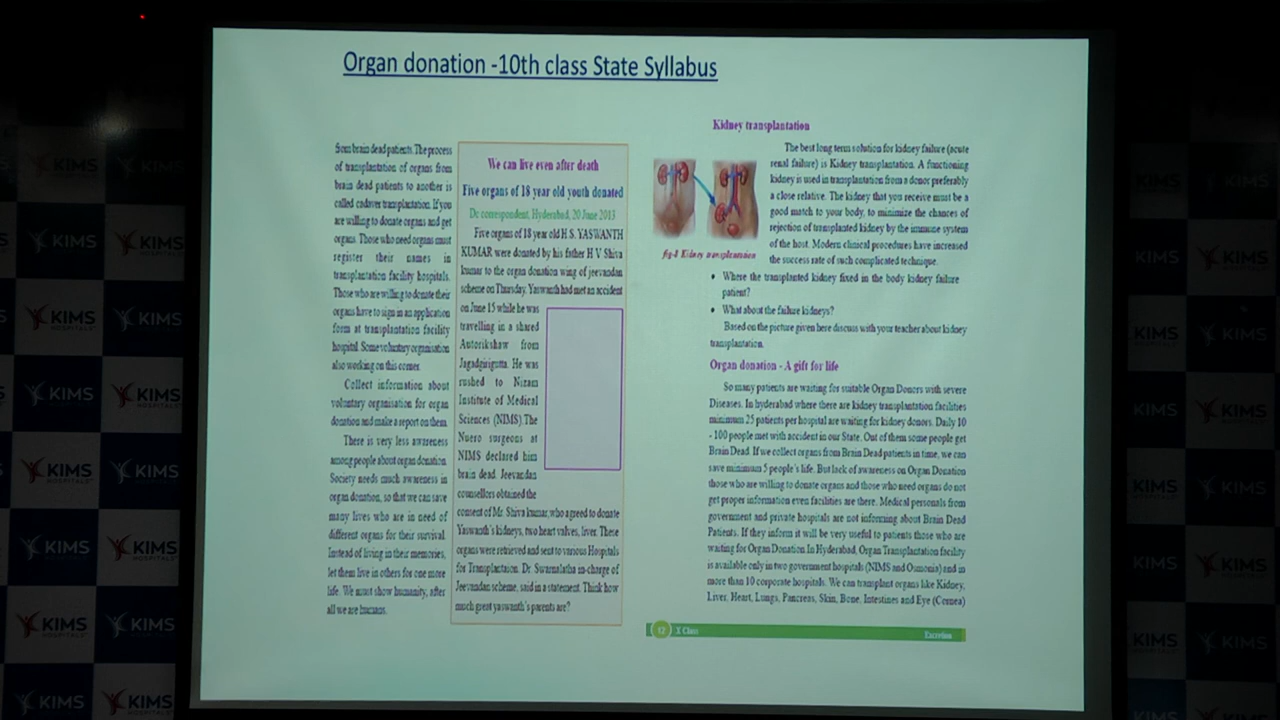 Organ donation -10th class State Syllabus
from brain dead patients. The process
of transplantation of organs from
brain dead patients to another is
called cadaver transplantation. If you
are willing to donate organs and get
organs. Those who need organs must
register their names in
transplantation facility hospitals.
Those who are willing to donate their
organs have to sign in an application
form at transplantation facility
hospital. Some voluntary organisation
also working on this corner.
Collect information about
voluntary organisation for organ
donation and make a report on them.
There is very less awareness
among people about organ donation.
Society needs much awareness in
organ donation, so that we can save
many lives who are in need of
different organs for their survival.
Instead of living in their memories,
let them live in others for one more
life. We must show humanity, after
all we are humans.
We can live even after death
Five organs of 18 year old youth donated
Dc correspondent, Hyderabad, 20 June 2013
Five organs of 18 year old H.S. YASWANTH
KUMAR were donated by his father H V Shiva
kumar to the organ donation wing of jeevandan
scheme on Thursday. Yaswanth had met an accident
on June 15 while he was
travelling in a shared
Autorikshaw from
Jagadgirigutta. He was
rushed to Nizam
Institute of Medical
Sciences (NIMS).The
Nuero surgeons at
NIMS declared him
brain dead. Jeevandan
counsellors obtained the
consent of Mr. Shiva kumar, who agreed to donate
Yaswanth's kidneys, two heart valves, liver. These
organs were retrieved and sent to various Hospitals
for Transplantaion. Dr. Swarnalatha in-charge of
Jeevandan scheme, said in a statement. Think how
much great yaswanth's parents are?
Kidney transplantation
The best long term solution for kidney failure (acute
renal failure) is Kidney transplantation. A functioning
kidney is used in transplantation from a donor preferably
a close relative. The kidney that you receive must be a
good match to your body, to minimize the chances of
rejection of transplanted kidney by the immune system
of the host. Modern clinical procedures have increased
the success rate of such complicated technique.
fig-8 Kidney transplantation
• Where the transplanted kidney fixed in the body kidney failure
patient?
• What about the failure kidneys?
Based on the picture given here discuss with your teacher about kidney
transplantation.
Organ donation - A gift for life
So many patients are waiting for suitable Organ Donors with severe
Diseases. In hyderabad where there are kidney transplantation facilities
minimum 25 patients per hospital are waiting for kidney donors. Daily 10
- 100 people met with accident in our State. Out of them some people get
Brain Dead. If we collect organs from Brain Dead patients in time, we can
save minimum 5 people's life. But lack of awareness on Organ Donation
those who are willing to donate organs and those who need organs do not
get proper information even facilities are there. Medical personals from
government and private hospitals are not informing about Brain Dead
Patients. If they inform it will be very useful to patients those who are
waiting for Organ Donation. In Hyderabad, Organ Transplantation facility
is available only in two government hospitals (NIMS and Osmonia) and in
more than 10 corporate hospitals. We can transplant organs like Kidney,
Liver, Heart, Lungs, Pancreas, Skin, Bone, Intestines and Eye (Cornea)
12 X Class
Excretion
KIMS
HOSPITALS
KIMS
HOSPITALS
KIMS
KIMS
KIMS
KIMS
KIMS
KIMS
KIMS
KIMS
KIMS
KIMS
KIMS
KIMS